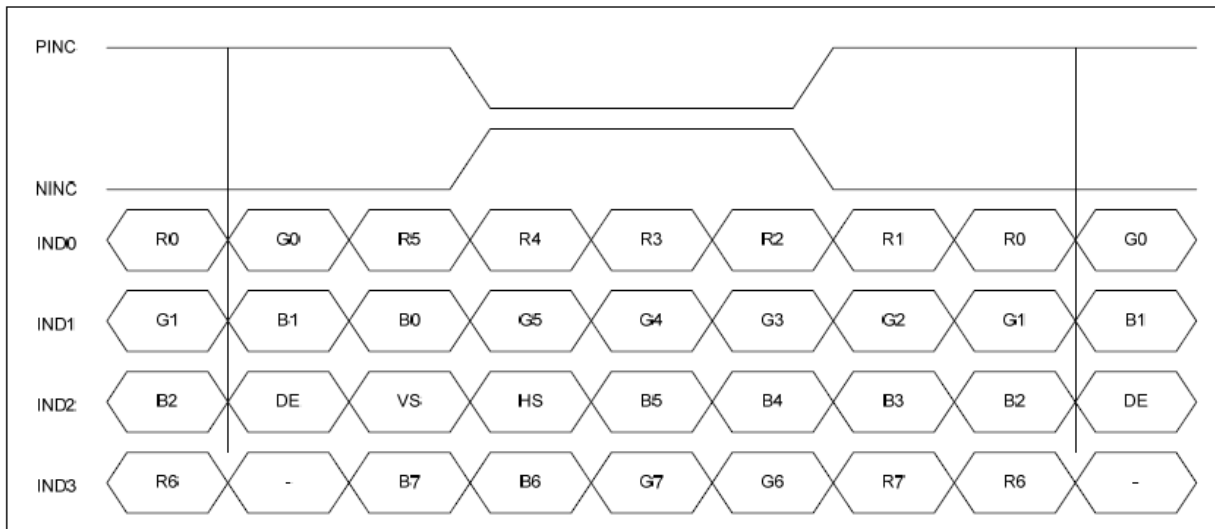 PINC
NINC
IND0 R0 G0 R5 R4 R3 R2 R1 R0 G0
IND1 G1 B1 B0 G5 G4 G3 G2 G1 B1
IND2 B2 DE VS HS B5 B4 B3 B2 DE
IND3 R6 - B7 B6 G7 G6 R7 R6 -